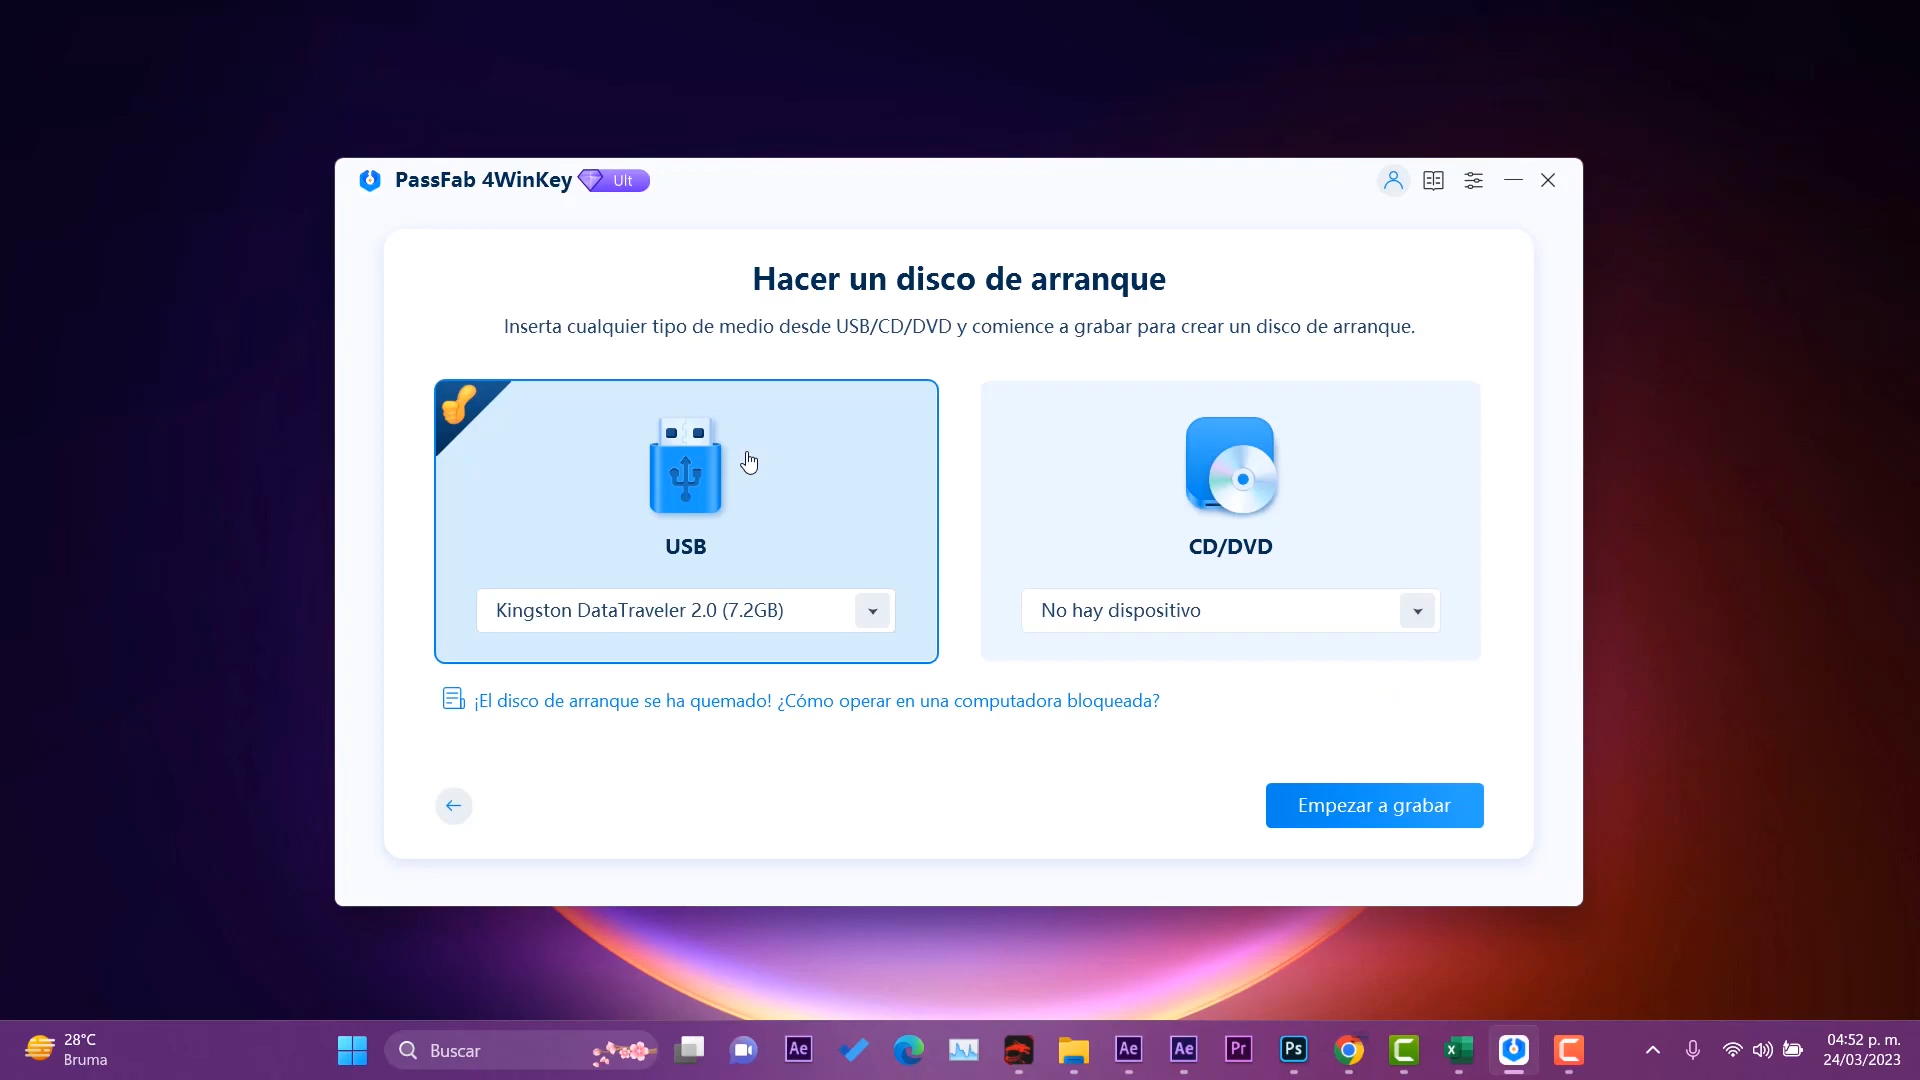 PassFab 4WinKey
Ult
Hacer un disco de arranque
Inserta cualquier tipo de medio desde USB/CD/DVD y comience a grabar para crear un disco de arranque.
USB
CD/DVD
Kingston DataTraveler 2.0 (7.2GB)
No hay dispositivo
¡El disco de arranque se ha quemado! ¿Cómo operar en una computadora bloqueada?
Empezar a grabar
28°C
Bruma
Buscar
Ae
Ae
Ae
Pr
Ps
04:52 p. m.
24/03/2023